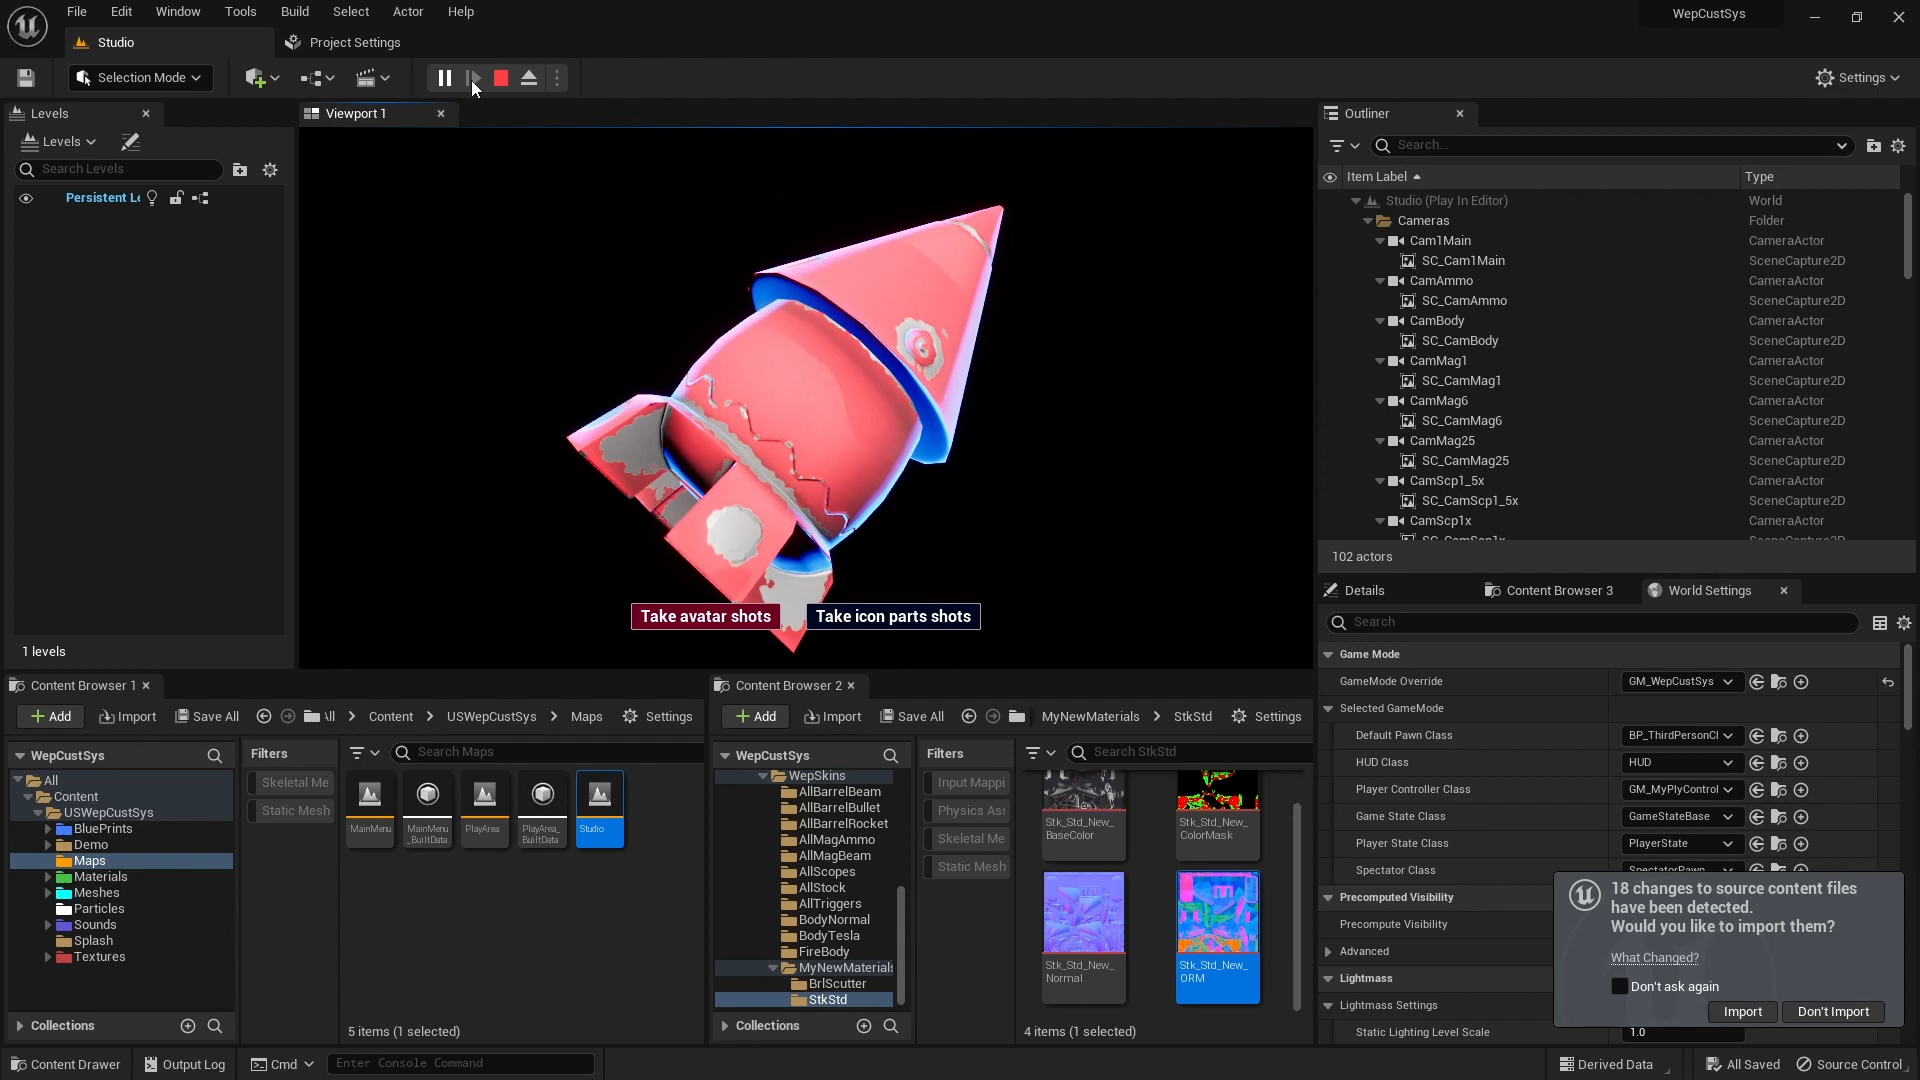 File Edit Window Tools Build Select Actor Help
WepCustSys
Studio
Project Settings
Selection Mode
Settings
Levels
Levels
Search Levels
Persistent Le
1 levels
Viewport 1
Take avatar shots
Take icon parts shots
Outliner
Search...
Item Label
Type
Studio (Play In Editor) World
Cameras Folder
Cam1Main CameraActor
SC_Cam1Main SceneCapture2D
CamAmmo CameraActor
SC_CamAmmo SceneCapture2D
CamBody CameraActor
SC_CamBody SceneCapture2D
CamMag1 CameraActor
SC_CamMag1 SceneCapture2D
CamMag6 CameraActor
SC_CamMag6 SceneCapture2D
CamMag25 CameraActor
SC_CamMag25 SceneCapture2D
CamScp1_5x CameraActor
SC_CamScp1_5x SceneCapture2D
CamScp1x CameraActor
SC_CamScp1x SceneCapture2D
102 actors
Details
Content Browser 3
World Settings
Search
Game Mode
GameMode Override GM_WepCustSys
Selected GameMode
Default Pawn Class BP_ThirdPersonCl
HUD Class HUD
Player Controller Class GM_MyPlyControl
Game State Class GameStateBase
Player State Class PlayerState
Spectator Class SpectatorPawn
Precomputed Visibility
Precompute Visibility
Advanced
Lightmass
Lightmass Settings
Static Lighting Level Scale 1.0
18 changes to source content files
have been detected.
Would you like to import them?
What Changed?
Don't ask again
Import
Don't Import
Content Browser 1
Add Import Save All All Content USWepCustSys Maps Settings
WepCustSys
All
Content
USWepCustSys
BluePrints
Demo
Maps
Materials
Meshes
Particles
Sounds
Splash
Textures
Collections
Filters
Skeletal Me
Static Mesh
Search Maps
MainMenu
MainMenu
_BuiltData
PlayArea
PlayArea_
BuiltData
Studio
5 items (1 selected)
Content Browser 2
Add Import Save All MyNewMaterials StkStd Settings
WepCustSys
WepSkins
AllBarrelBeam
AllBarrelBullet
AllBarrelRocket
AllMagAmmo
AllMagBeam
AllScopes
AllStock
AllTriggers
BodyNormal
BodyTesla
FireBody
MyNewMaterials
BrlScutter
StkStd
Collections
Filters
Input Mappi
Physics Ass
Skeletal Me
Static Mesh
Search StkStd
Stk_Std_New_
BaseColor
Stk_Std_New_
ColorMask
Stk_Std_New_
Normal
Stk_Std_New_
ORM
4 items (1 selected)
Content Drawer
Output Log
Cmd
Enter Console Command
Derived Data
All Saved
Source Control